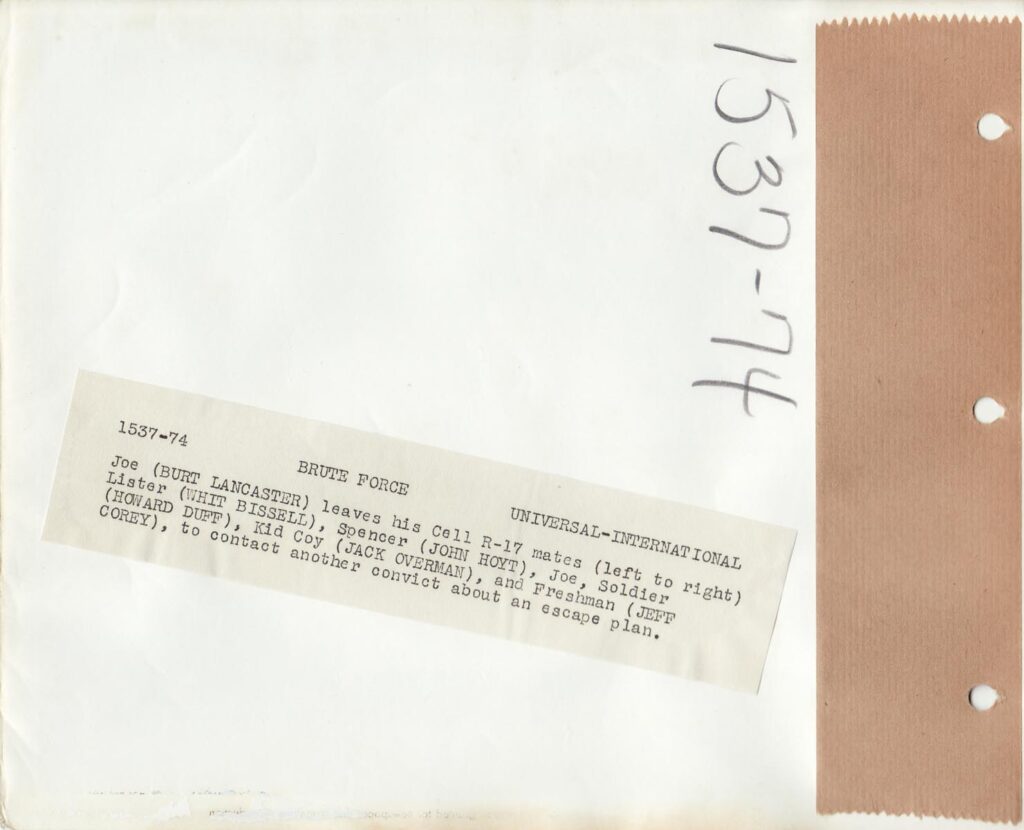 1537-74
1537-74
BRUTE FORCE
UNIVERSAL-INTERNATIONAL
Joe (BURT LANCASTER) leaves his Cell R-17 mates (left to right)
Lister (WHIT BISSELL), Spencer (JOHN HOYT), Joe, Soldier
(HOWARD DUFF), Kid Coy (JACK OVERMAN), and Freshman (JEFF
COREY), to contact another convict about an escape plan.